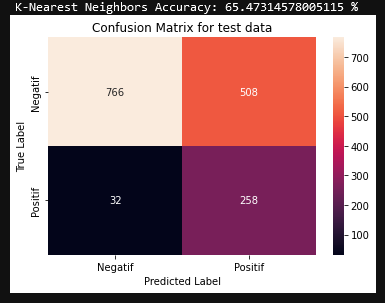 K-Nearest Neighbors Accuracy: 65.47314578005115 %
Confusion Matrix for test data
True Label
Negatif
Positif
766
508
32
258
Negatif
Positif
Predicted Label
700
600
500
400
300
200
100